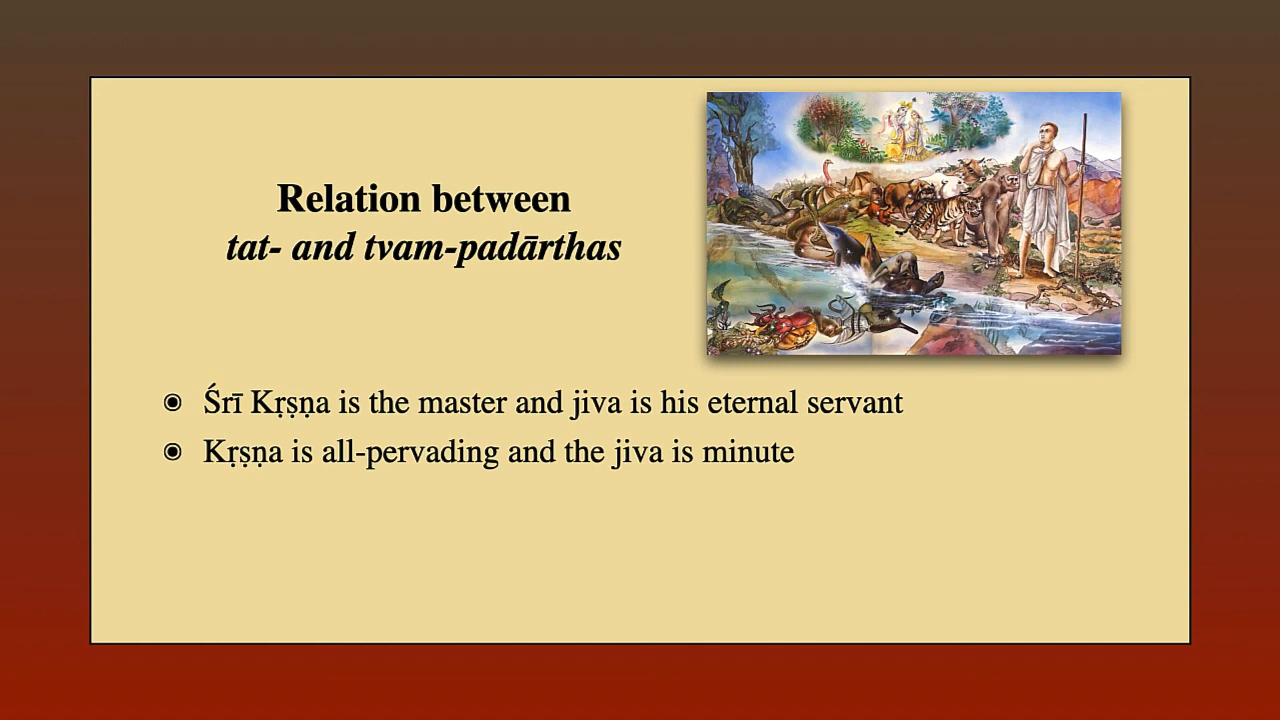 Relation between
tat- and tvam-padārthas
Śrī Kṛṣṇa is the master and jiva is his eternal servant
Kṛṣṇa is all-pervading and the jiva is minute